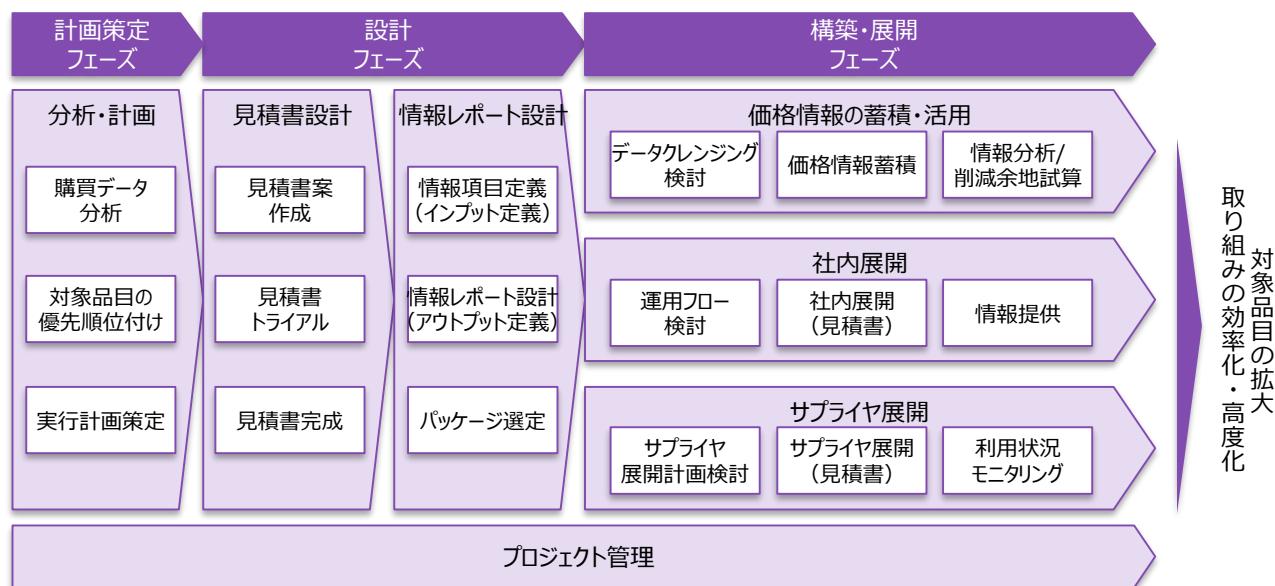 計画策定
フェーズ
設計
フェーズ
構築・展開
フェーズ
分析・計画
購買データ
分析
対象品目の
優先順位付け
実行計画策定
見積書設計
見積書案
作成
見積書
トライアル
見積書完成
情報レポート設計
情報項目定義
（インプット定義）
情報レポート設計
（アウトプット定義）
パッケージ選定
価格情報の蓄積・活用
データクレンジング
検討
価格情報蓄積
情報分析/
削減余地試算
社内展開
運用フロー
検討
社内展開
（見積書）
情報提供
サプライヤ展開
サプライヤ
展開計画検討
サプライヤ展開
（見積書）
利用状況
モニタリング
対象品目の拡大
取り組みの効率化・高度化
プロジェクト管理